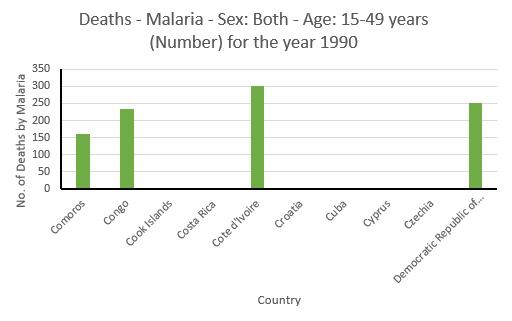 Deaths - Malaria - Sex: Both - Age: 15-49 years
(Number) for the year 1990
No. of Deaths by Malaria
350
300
250
200
150
100
50
0
Comoros
Congo
Cook Islands
Costa Rica
Cote d'Ivoire
Croatia
Cuba
Cyprus
Czechia
Democratic Republic of...
Country